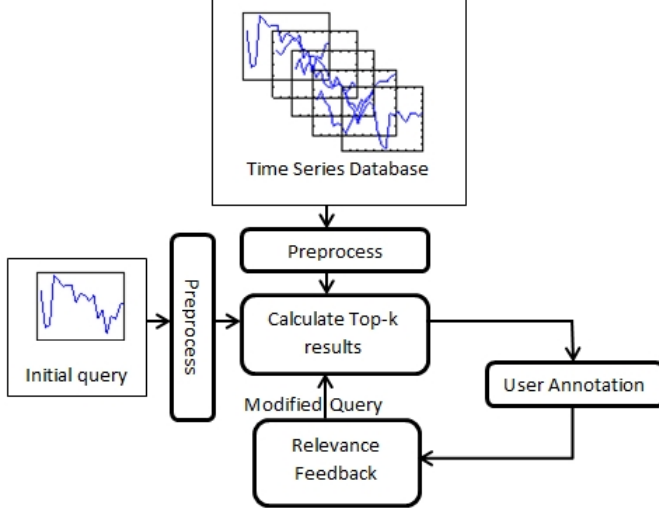 Time Series Database
Preprocess
Preprocess
Calculate Top-k
results
Initial query
User Annotation
Modified Query
Relevance
Feedback